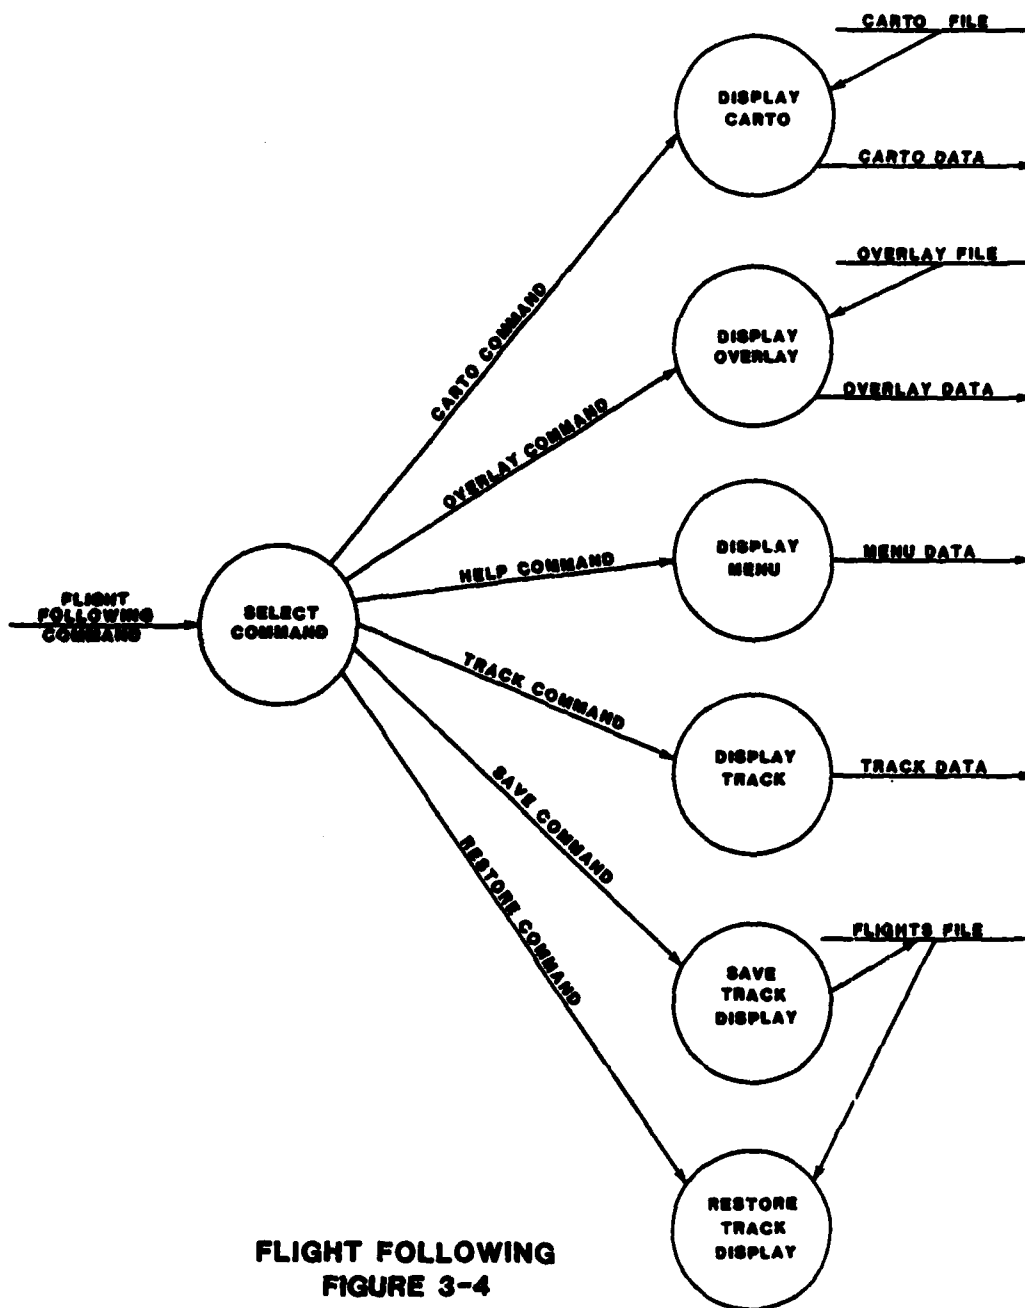 CARTO FILE
DISPLAY
CARTO
CARTO DATA
OVERLAY FILE
DISPLAY
OVERLAY
OVERLAY DATA
CARTO COMMAND
OVERLAY COMMAND
HELP COMMAND
DISPLAY
MENU
MENU DATA
FLIGHT
FOLLOWING
COMMAND
SELECT
COMMAND
TRACK COMMAND
DISPLAY
TRACK
TRACK DATA
SAVE COMMAND
RESTORE COMMAND
FLIGHTS FILE
SAVE
TRACK
DISPLAY
RESTORE
TRACK
DISPLAY
FLIGHT FOLLOWING
FIGURE 3-4